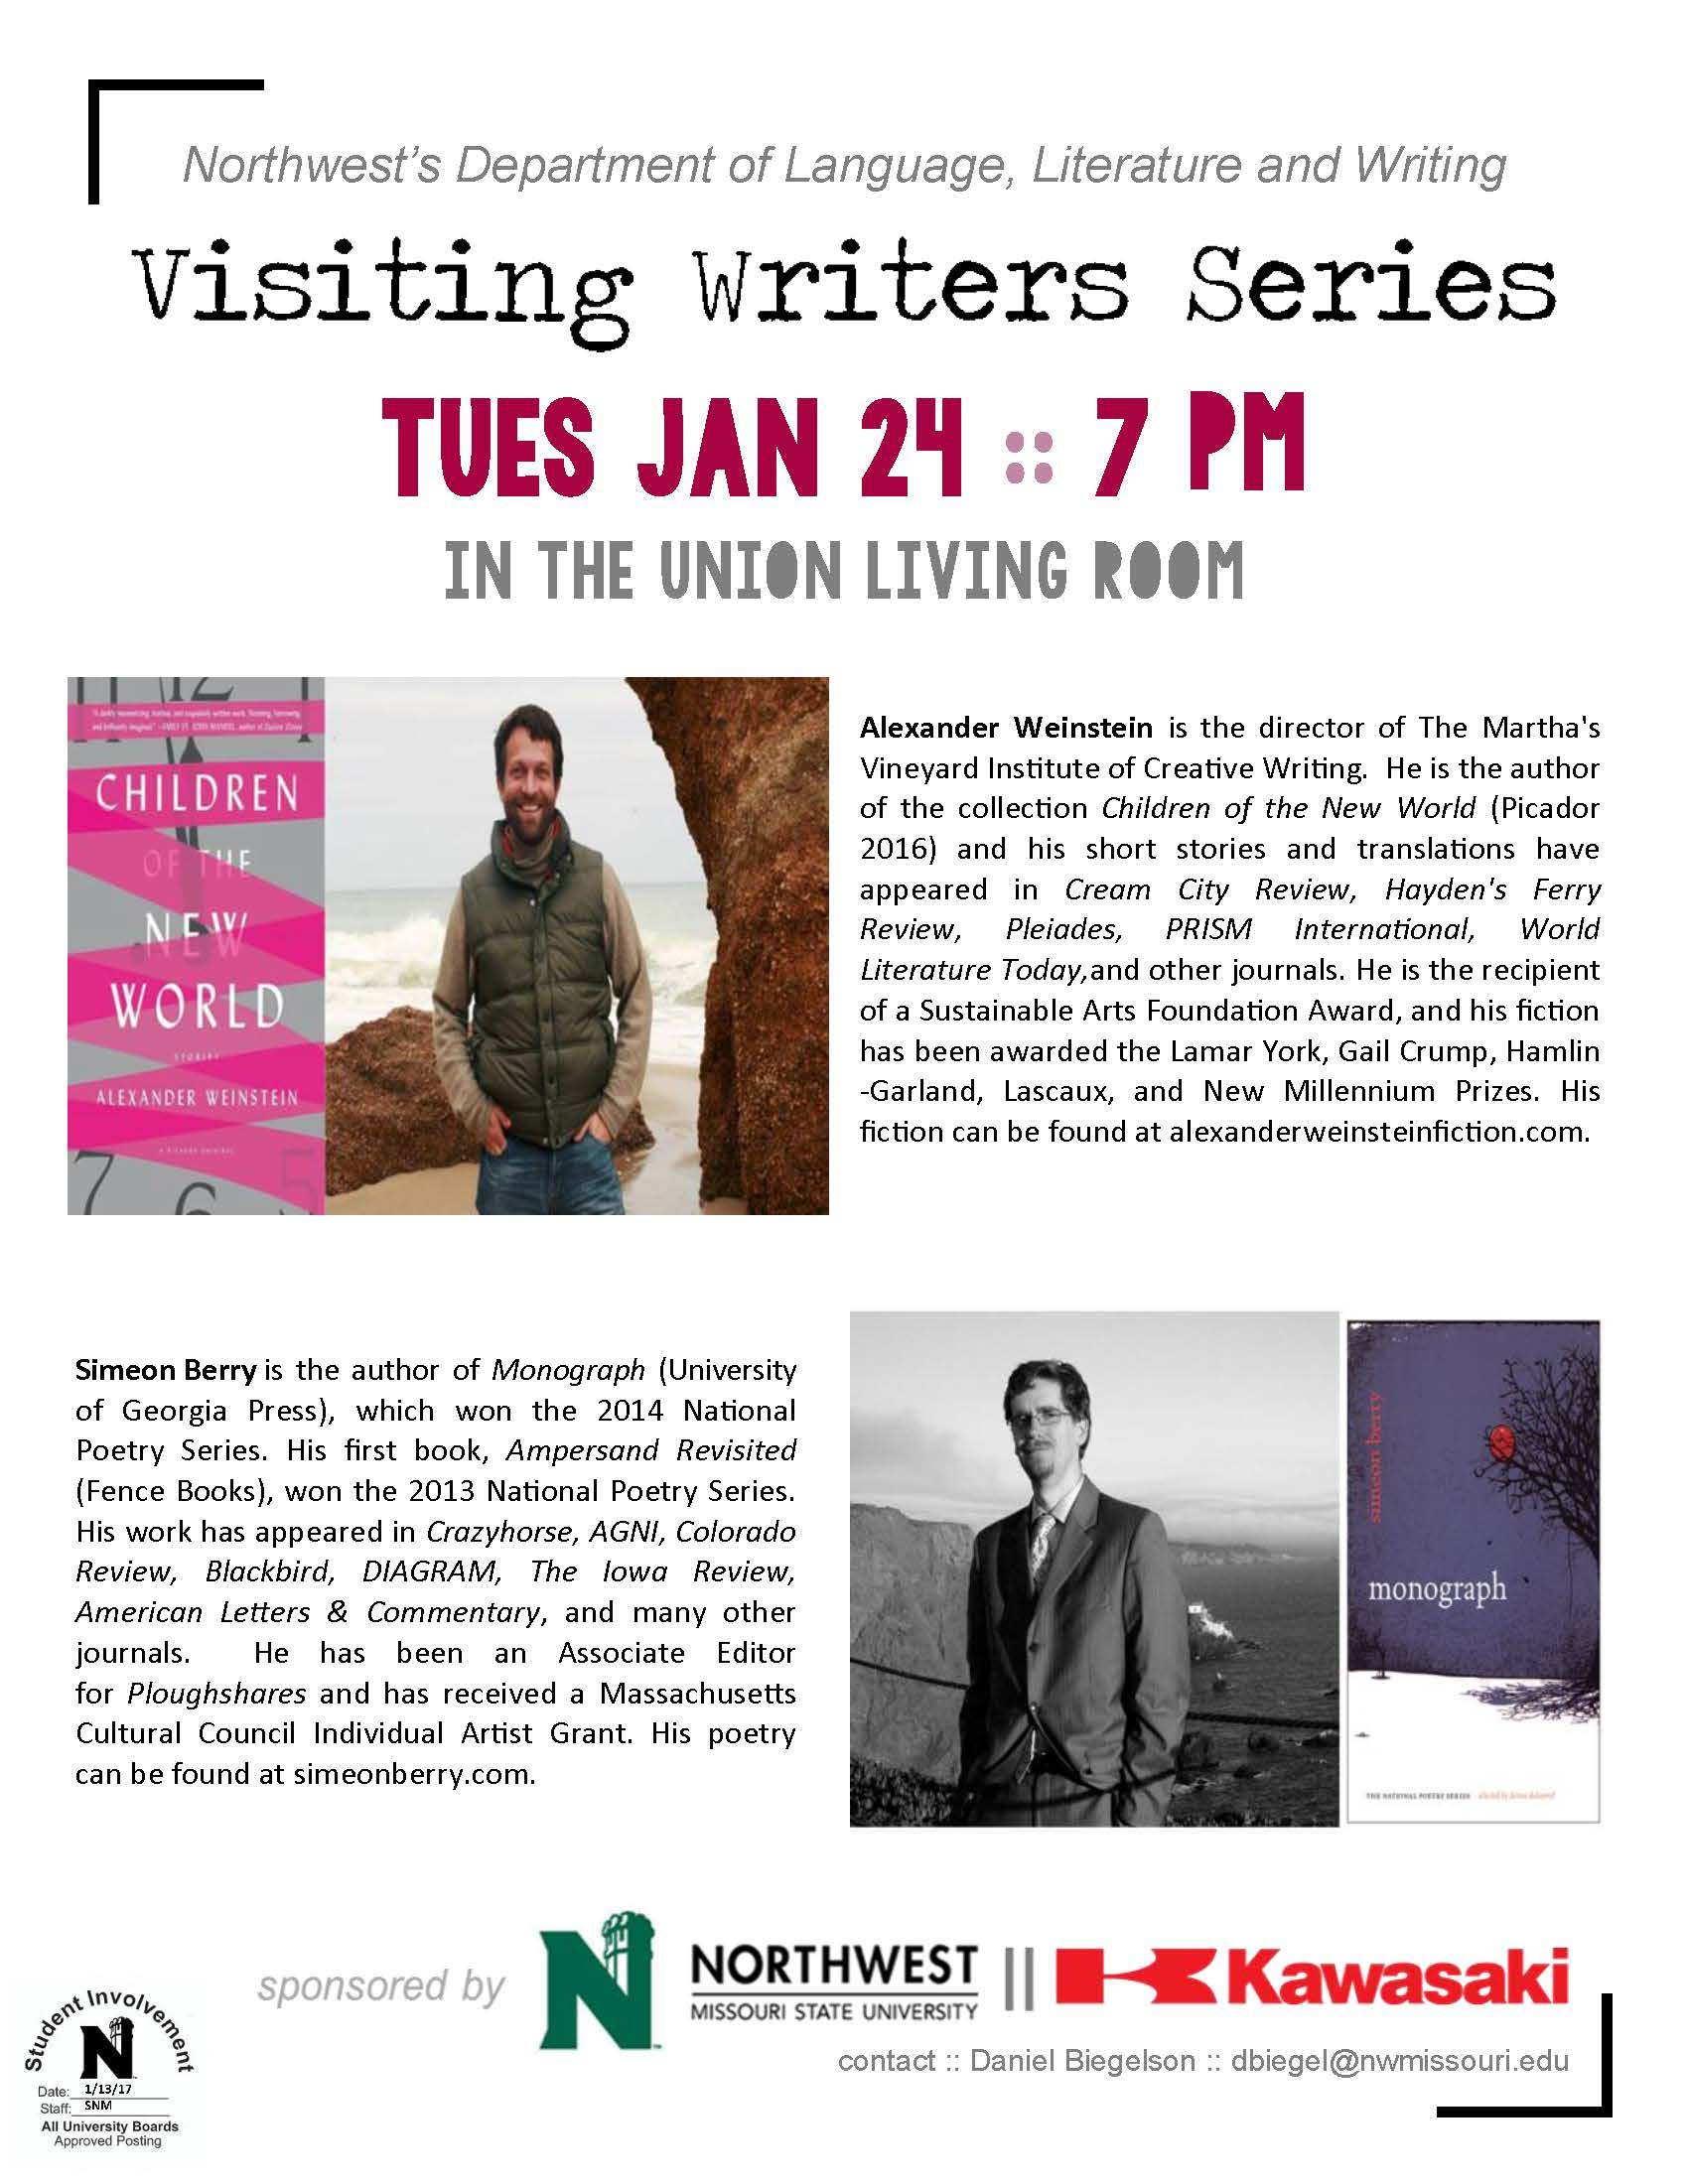 Northwest's Department of Language, Literature and Writing
Visiting Writers Series
TUES JAN 24 :: 7 PM
IN THE UNION LIVING ROOM
CHILDREN
OF THE
NEW
WORLD
STORIES
ALEXANDER WEINSTEIN
A PICADOR ORIGINAL
12
7 6 5
Alexander Weinstein is the director of The Martha's
Vineyard Institute of Creative Writing.  He is the author
of the collection Children of the New World (Picador
2016) and his short stories and translations have
appeared in Cream City Review, Hayden's Ferry
Review, Pleiades, PRISM International, World
Literature Today,and other journals. He is the recipient
of a Sustainable Arts Foundation Award, and his fiction
has been awarded the Lamar York, Gail Crump, Hamlin
-Garland, Lascaux, and New Millennium Prizes. His
fiction can be found at alexanderweinsteinfiction.com.
Simeon Berry is the author of Monograph (University
of Georgia Press), which won the 2014 National
Poetry Series. His first book, Ampersand Revisited
(Fence Books), won the 2013 National Poetry Series.
His work has appeared in Crazyhorse, AGNI, Colorado
Review, Blackbird, DIAGRAM, The Iowa Review,
American Letters & Commentary, and many other
journals.  He has been an Associate Editor
for Ploughshares and has received a Massachusetts
Cultural Council Individual Artist Grant. His poetry
can be found at simeonberry.com.
simeon berry
monograph
THE NATIONAL POETRY SERIES
sponsored by
N
NORTHWEST
MISSOURI STATE UNIVERSITY
||
Kawasaki
contact :: Daniel Biegelson :: dbiegel@nwmissouri.edu
Student Involvement
N
Date: 1/13/17
Staff: SNM
All University Boards
Approved Posting